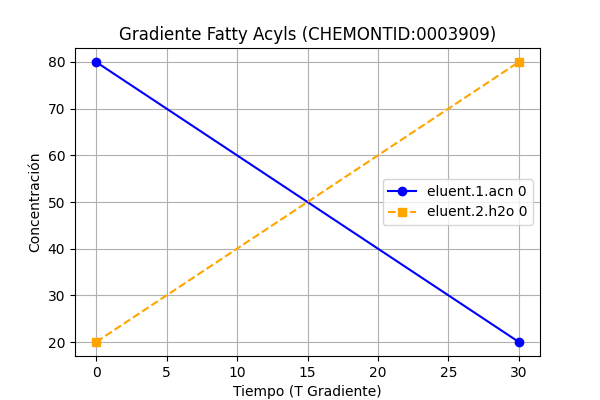 Gradiente Fatty Acyls (CHEMONTID:0003909)
Concentración
80
70
60
50
40
30
20
eluent.1.acn 0
eluent.2.h2o 0
0 5 10 15 20 25 30
Tiempo (T Gradiente)